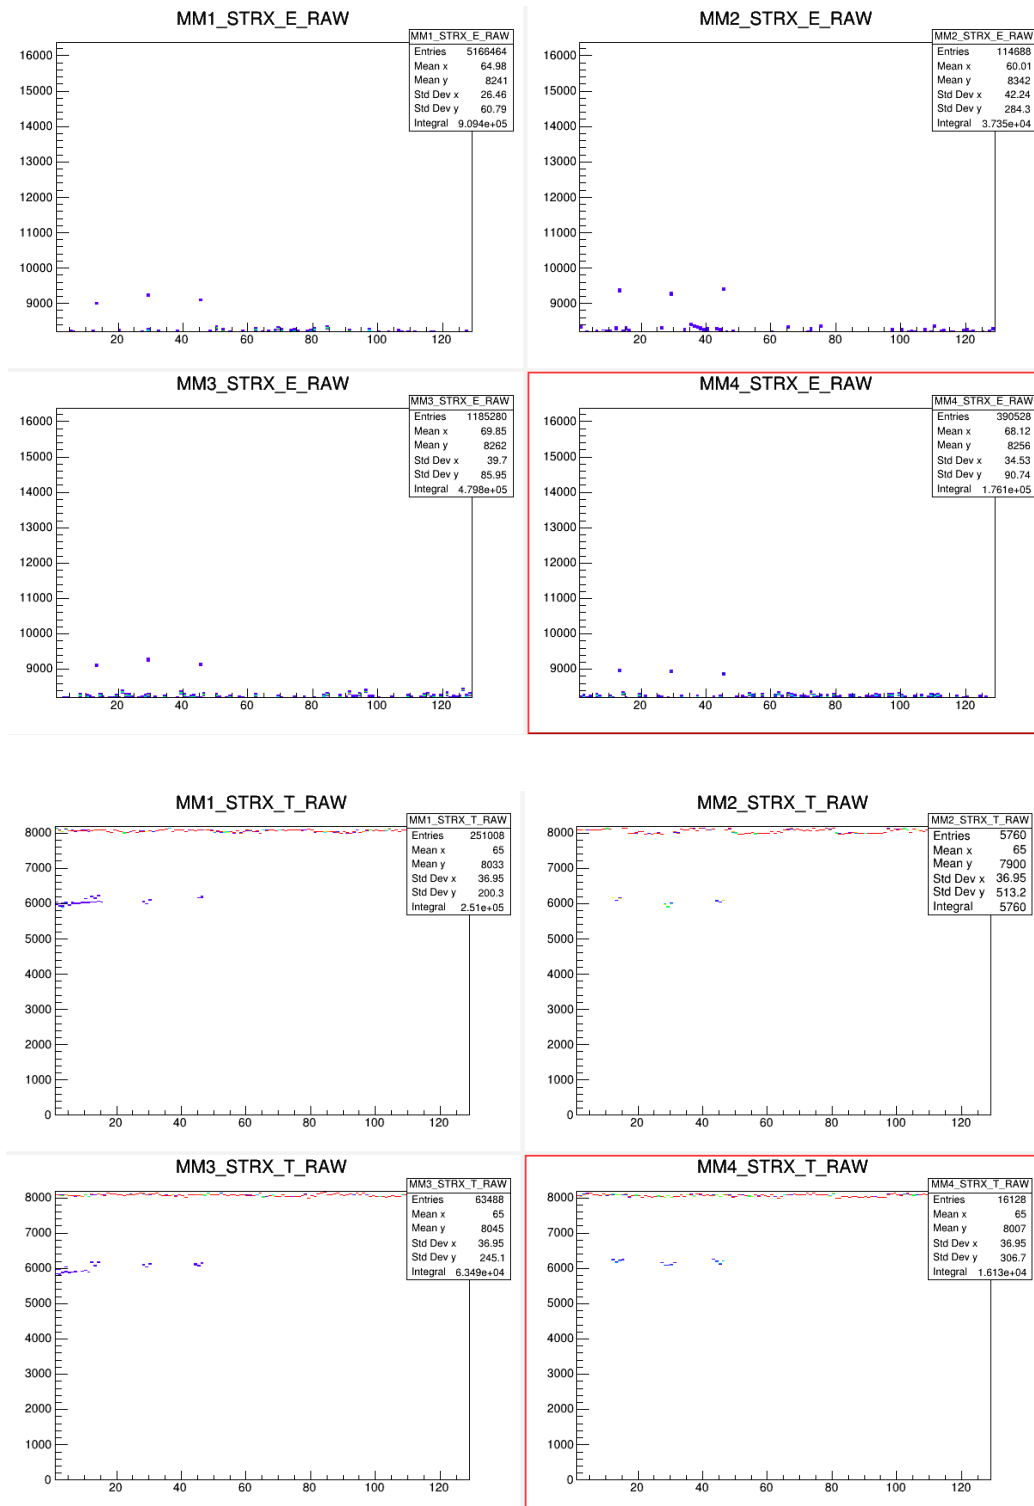 MM1_STRX_E_RAW
MM1_STRX_E_RAW
Entries 5166464
Mean x 64.98
Mean y 8241
Std Dev x 26.46
Std Dev y 60.79
Integral 9.094e+05
16000
15000
14000
13000
12000
11000
10000
9000
20 40 60 80 100 120
MM2_STRX_E_RAW
MM2_STRX_E_RAW
Entries 114688
Mean x 60.01
Mean y 8342
Std Dev x 42.24
Std Dev y 284.3
Integral 3.735e+04
16000
15000
14000
13000
12000
11000
10000
9000
20 40 60 80 100 120
MM3_STRX_E_RAW
MM3_STRX_E_RAW
Entries 1185280
Mean x 69.85
Mean y 8262
Std Dev x 39.7
Std Dev y 85.95
Integral 4.798e+05
16000
15000
14000
13000
12000
11000
10000
9000
20 40 60 80 100 120
MM4_STRX_E_RAW
MM4_STRX_E_RAW
Entries 390528
Mean x 68.12
Mean y 8256
Std Dev x 34.53
Std Dev y 90.74
Integral 1.761e+05
16000
15000
14000
13000
12000
11000
10000
9000
20 40 60 80 100 120
MM1_STRX_T_RAW
MM1_STRX_T_RAW
Entries 251008
Mean x 65
Mean y 8033
Std Dev x 36.95
Std Dev y 200.3
Integral 2.51e+05
8000
7000
6000
5000
4000
3000
2000
1000
0
20 40 60 80 100 120
MM2_STRX_T_RAW
MM2_STRX_T_RAW
Entries 5760
Mean x 65
Mean y 7900
Std Dev x 36.95
Std Dev y 513.2
Integral 5760
8000
7000
6000
5000
4000
3000
2000
1000
0
20 40 60 80 100 120
MM3_STRX_T_RAW
MM3_STRX_T_RAW
Entries 63488
Mean x 65
Mean y 8045
Std Dev x 36.95
Std Dev y 245.1
Integral 6.349e+04
8000
7000
6000
5000
4000
3000
2000
1000
0
20 40 60 80 100 120
MM4_STRX_T_RAW
MM4_STRX_T_RAW
Entries 16128
Mean x 65
Mean y 8007
Std Dev x 36.95
Std Dev y 306.7
Integral 1.613e+04
8000
7000
6000
5000
4000
3000
2000
1000
0
20 40 60 80 100 120